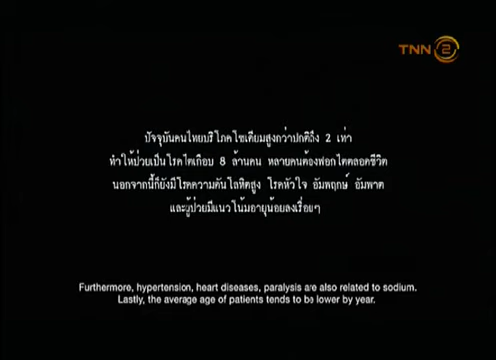 TNN 2
ปัจจุบันคนไทยบริโภคโซเดียมสูงกว่าปกติถึง 2 เท่า
ทำให้ป่วยเป็นโรคไตเกือบ 8 ล้านคน หลายคนต้องฟอกไตตลอดชีวิต
นอกจากนี้ก็ยังมีโรคความดันโลหิตสูง โรคหัวใจ อัมพฤกษ์ อัมพาต
และผู้ป่วยมีแนวโน้มอายุน้อยลงเรื่อยๆ
Furthermore, hypertension, heart diseases, paralysis are also related to sodium.
Lastly, the average age of patients tends to be lower by year.